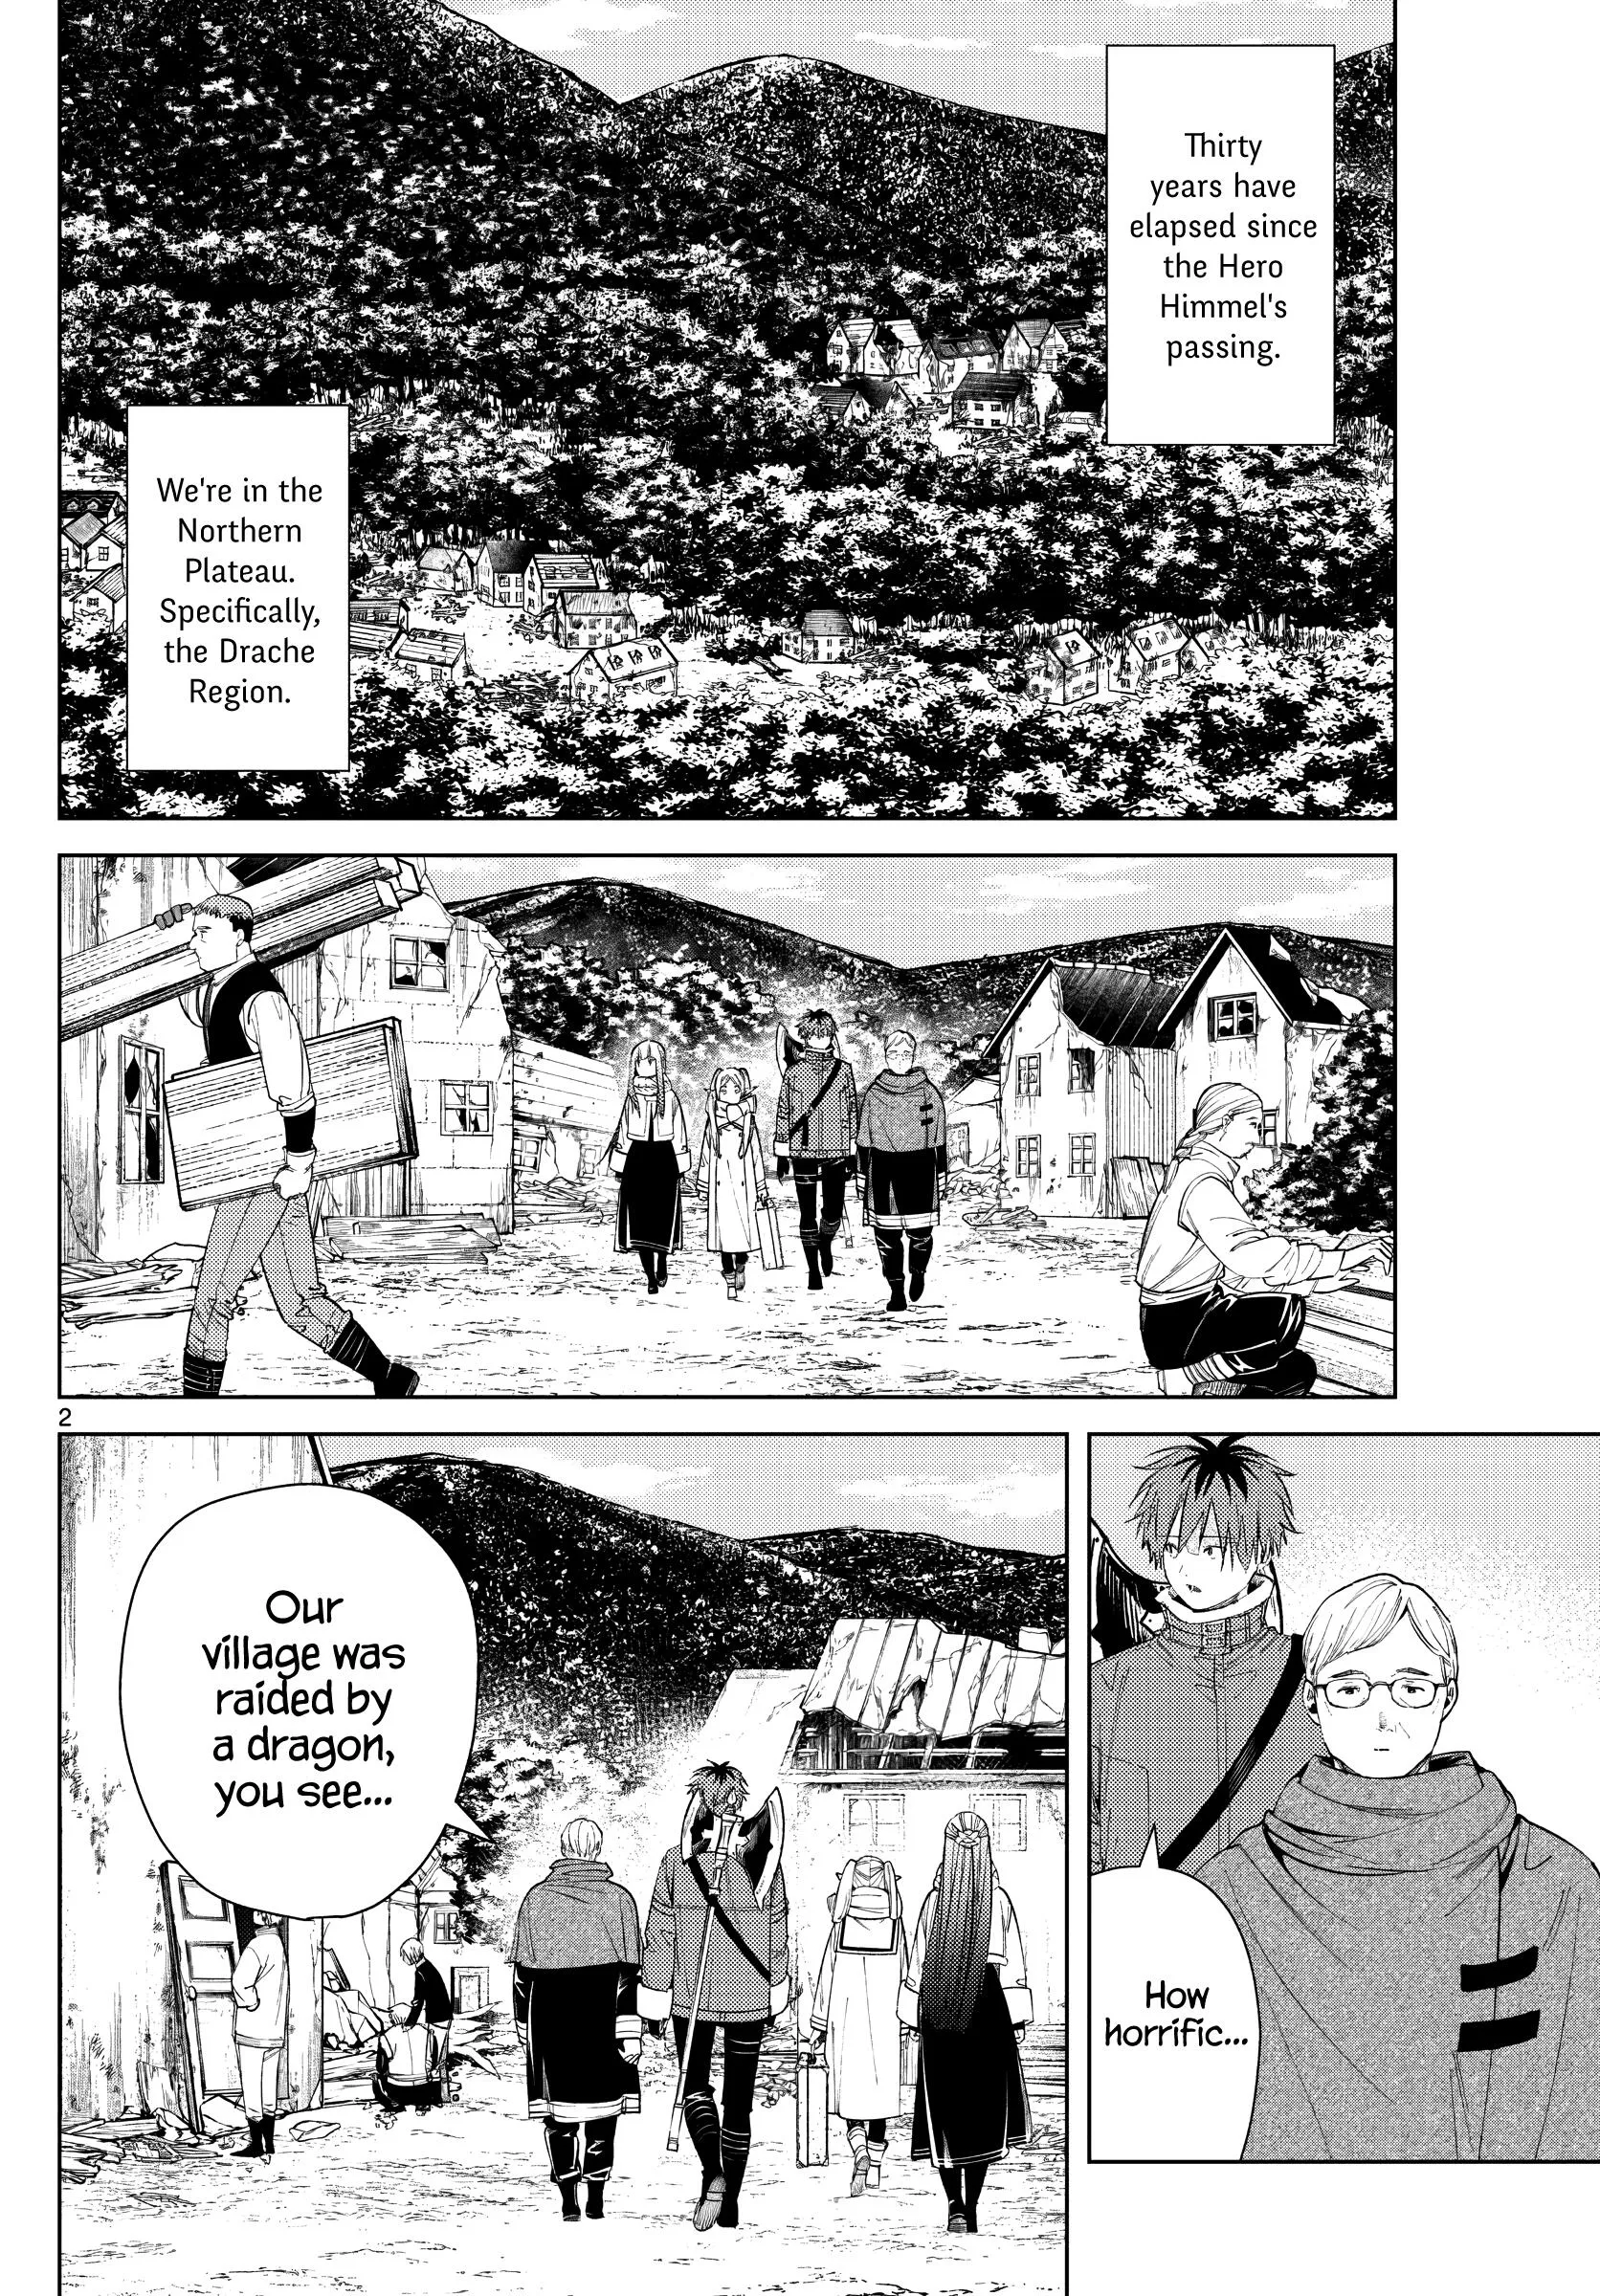 Thirty
years have
elapsed since
the Hero
Himmel's
passing.
We're in the
Northern
Plateau.
Specifically,
the Drache
Region.
2
How
horrific...
Our
village was
raided by
a dragon,
you see...